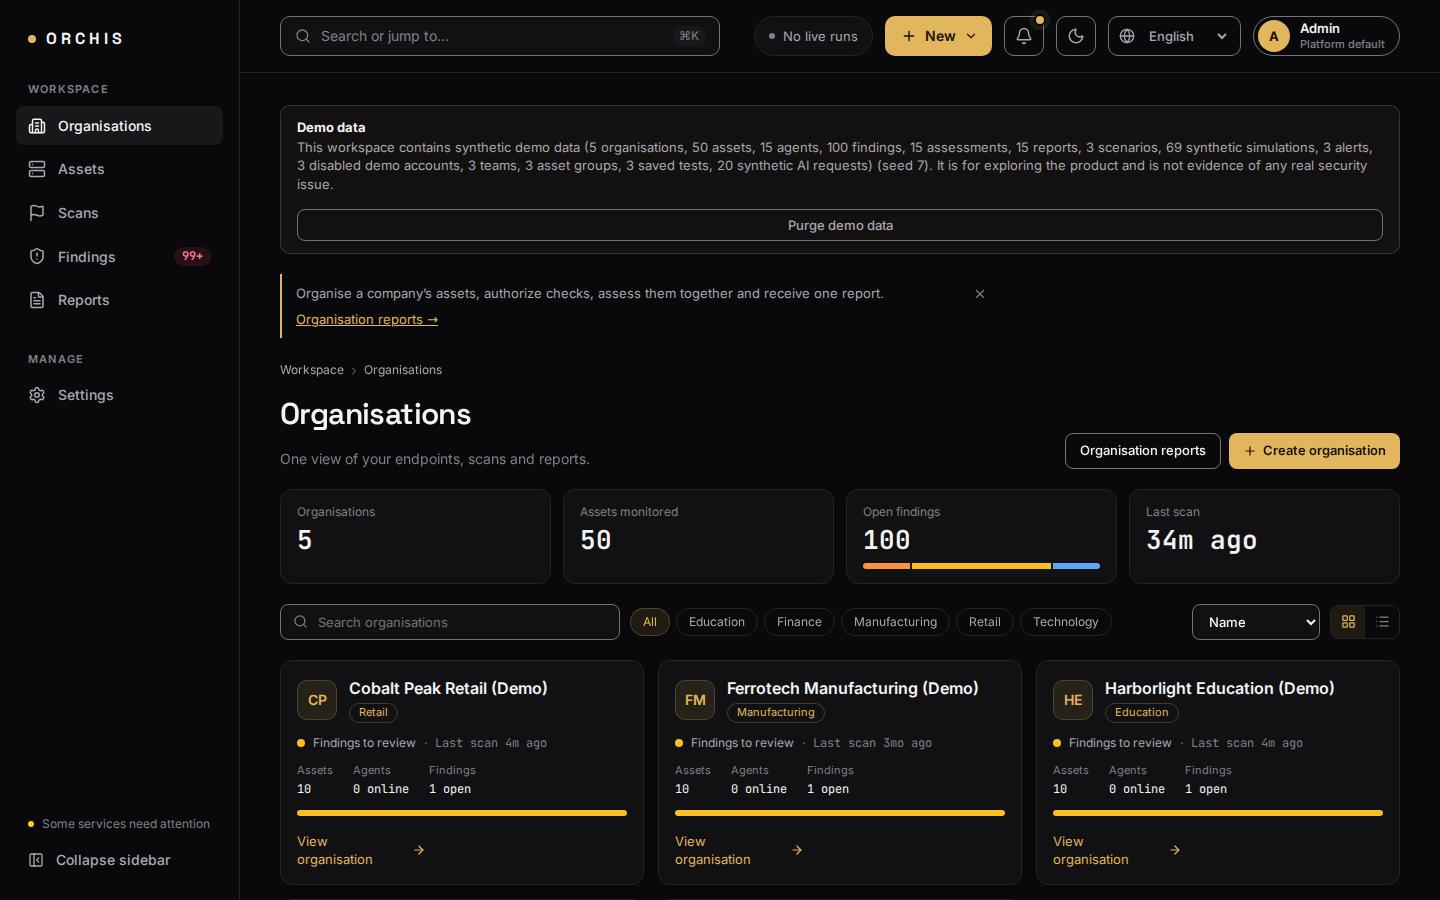 ORCHIS
Search or jump to...
⌘K
No live runs
New
English
A
Admin
Platform default
WORKSPACE
Organisations
Assets
Scans
Findings
99+
Reports
MANAGE
Settings
Some services need attention
Collapse sidebar
Demo data
This workspace contains synthetic demo data (5 organisations, 50 assets, 15 agents, 100 findings, 15 assessments, 15 reports, 3 scenarios, 69 synthetic simulations, 3 alerts,
3 disabled demo accounts, 3 teams, 3 asset groups, 3 saved tests, 20 synthetic AI requests) (seed 7). It is for exploring the product and is not evidence of any real security
issue.
Purge demo data
Organise a company's assets, authorize checks, assess them together and receive one report.
Organisation reports →
Workspace › Organisations
Organisations
One view of your endpoints, scans and reports.
Organisation reports
+ Create organisation
Organisations
5
Assets monitored
50
Open findings
100
Last scan
34m ago
Search organisations
All
Education
Finance
Manufacturing
Retail
Technology
Name
CP
Cobalt Peak Retail (Demo)
Retail
Findings to review · Last scan 4m ago
Assets Agents Findings
10 0 online 1 open
View
organisation →
FM
Ferrotech Manufacturing (Demo)
Manufacturing
Findings to review · Last scan 3mo ago
Assets Agents Findings
10 0 online 1 open
View
organisation →
HE
Harborlight Education (Demo)
Education
Findings to review · Last scan 4m ago
Assets Agents Findings
10 0 online 1 open
View
organisation →